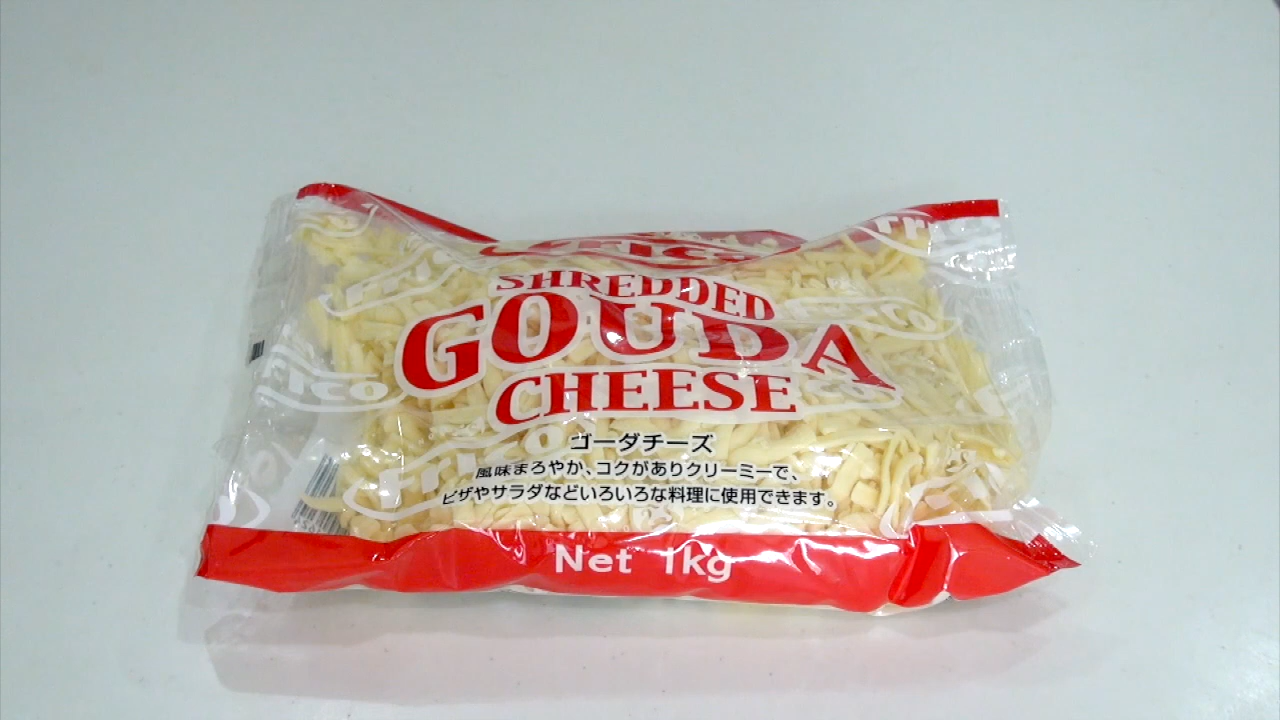 Frico
SHREDDED
GOUDA
CHEESE
ゴーダチーズ
風味まろやか、コクがありクリーミーで、
ピザやサラダなどいろいろな料理に使用できます。
Net 1kg